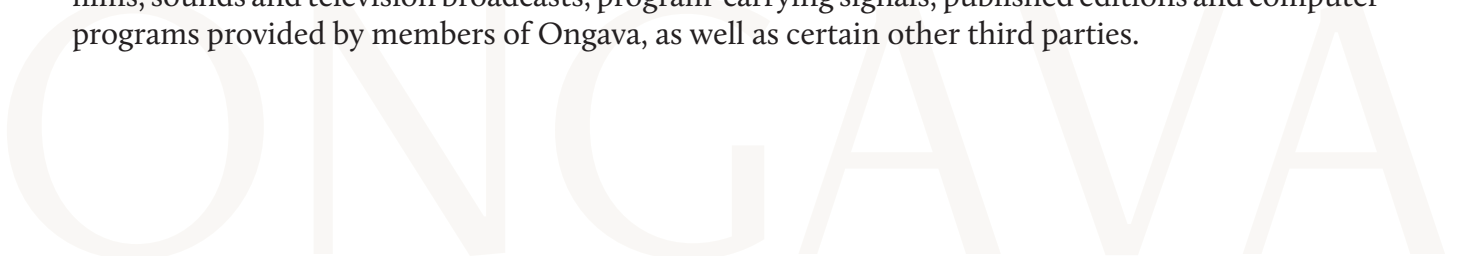 films, sounds and television broadcasts, program-carrying signals, published editions and computer
programs provided by members of Ongava, as well as certain other third parties.
ONGAVA